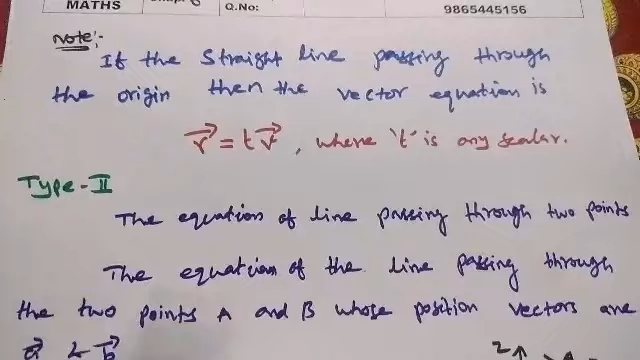 MATHS
Q.No:
9865445156
Note:-
If the straight line passing through
the origin then the vector equation is
r⃗ = t v⃗, where 't' is any scalar.
Type-II
The equation of line passing through two points
The equation of the line passing through
the two points A and B whose position vectors are
a⃗ & b⃗